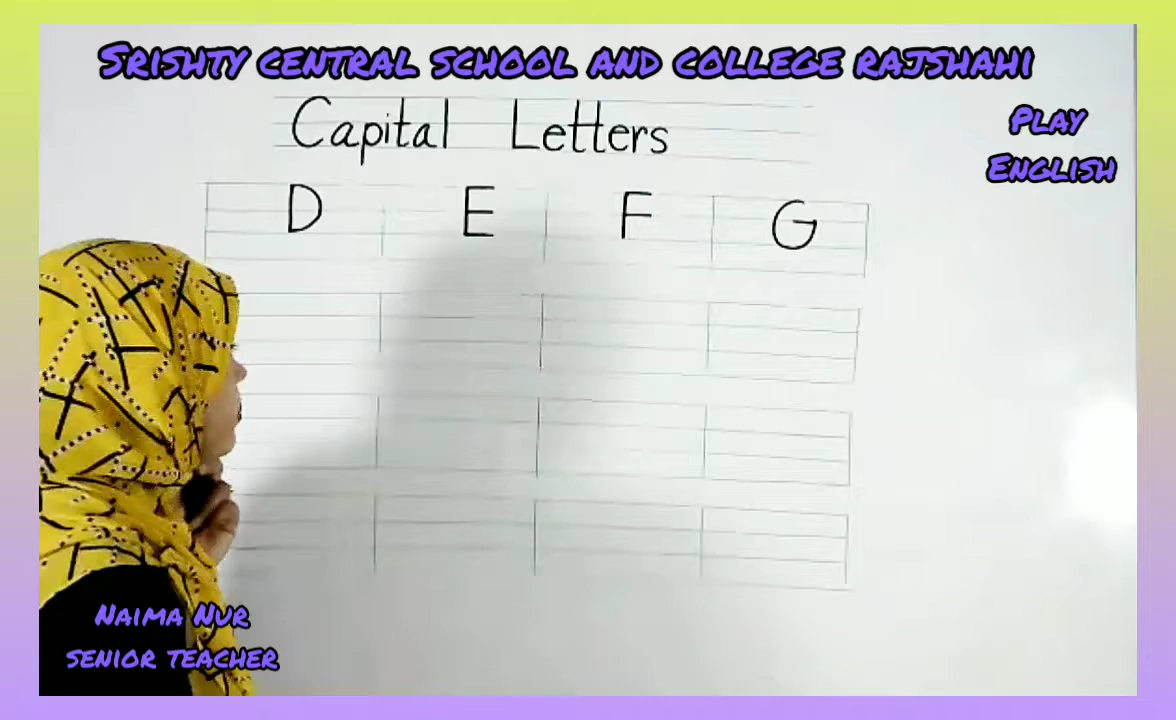 Srishty central school and college rajshahi
Capital Letters
Play
English
D E F G
Naima Nur
senior teacher